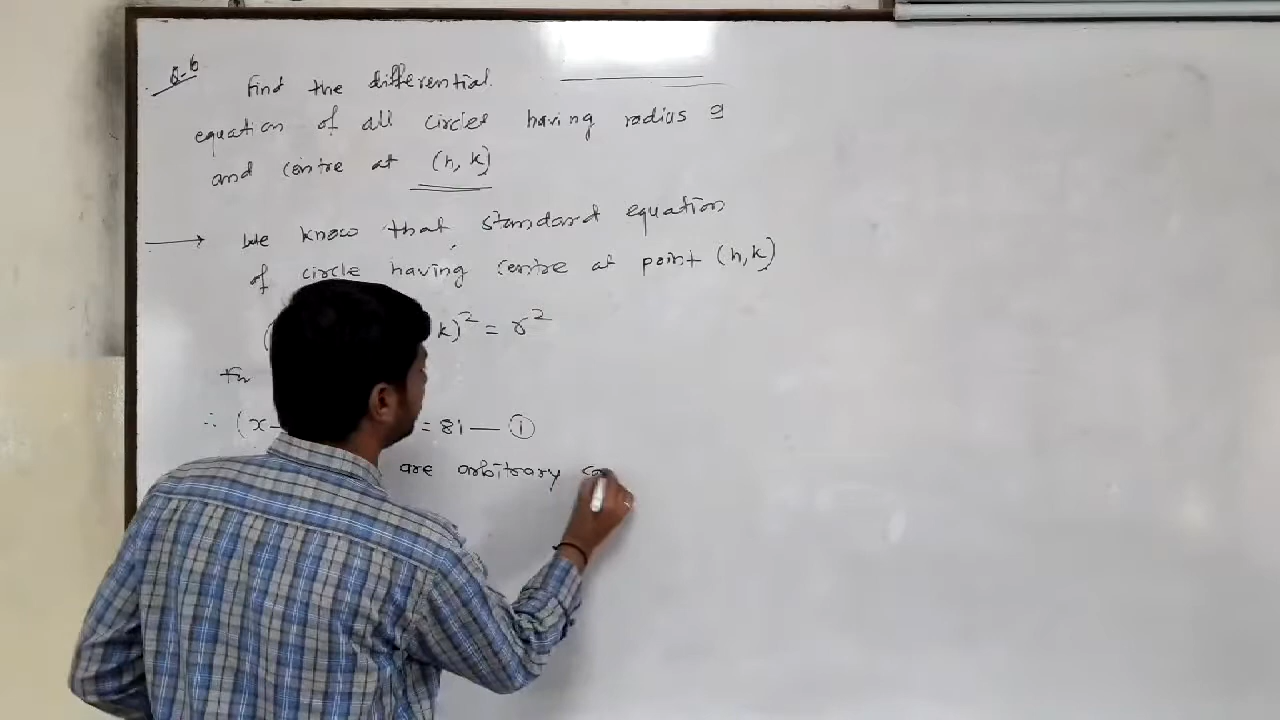 Q-6 Find the differential
equation of all circles having radius 9
and centre at (h, k)
→ We know that standard equation
of circle having centre at point (h, k)
( k)² = r²
∴ (x- = 81 — ①
are arbitrary co